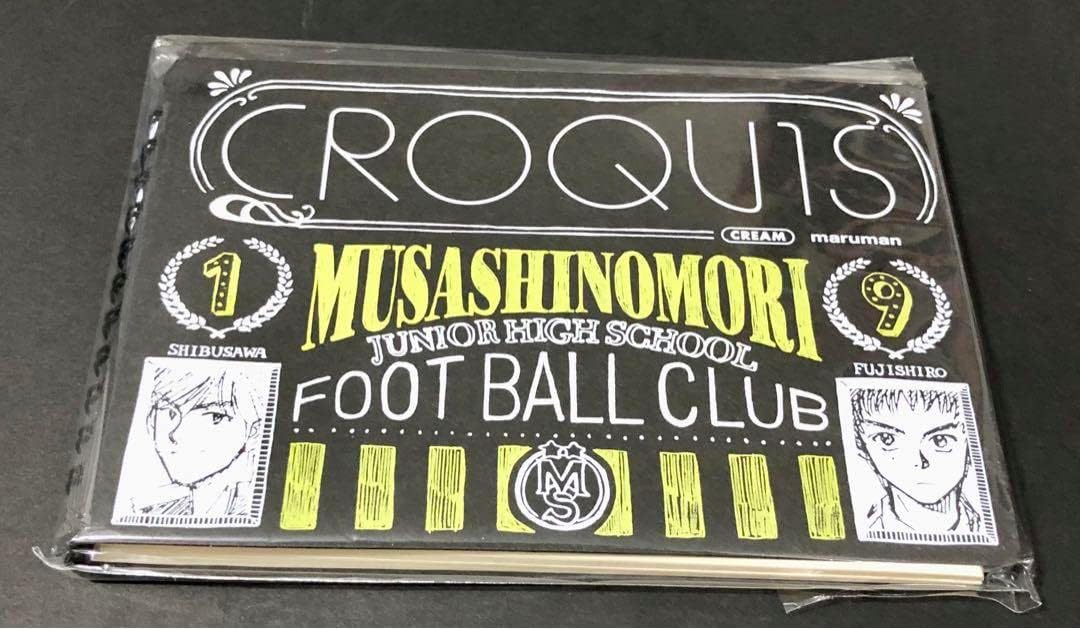 CROQUIS
CREAM maruman
1
MUSASHINOMORI
9
JUNIOR HIGH SCHOOL
SHIBUSAWA
FUJISHIRO
FOOT BALL CLUB
MS